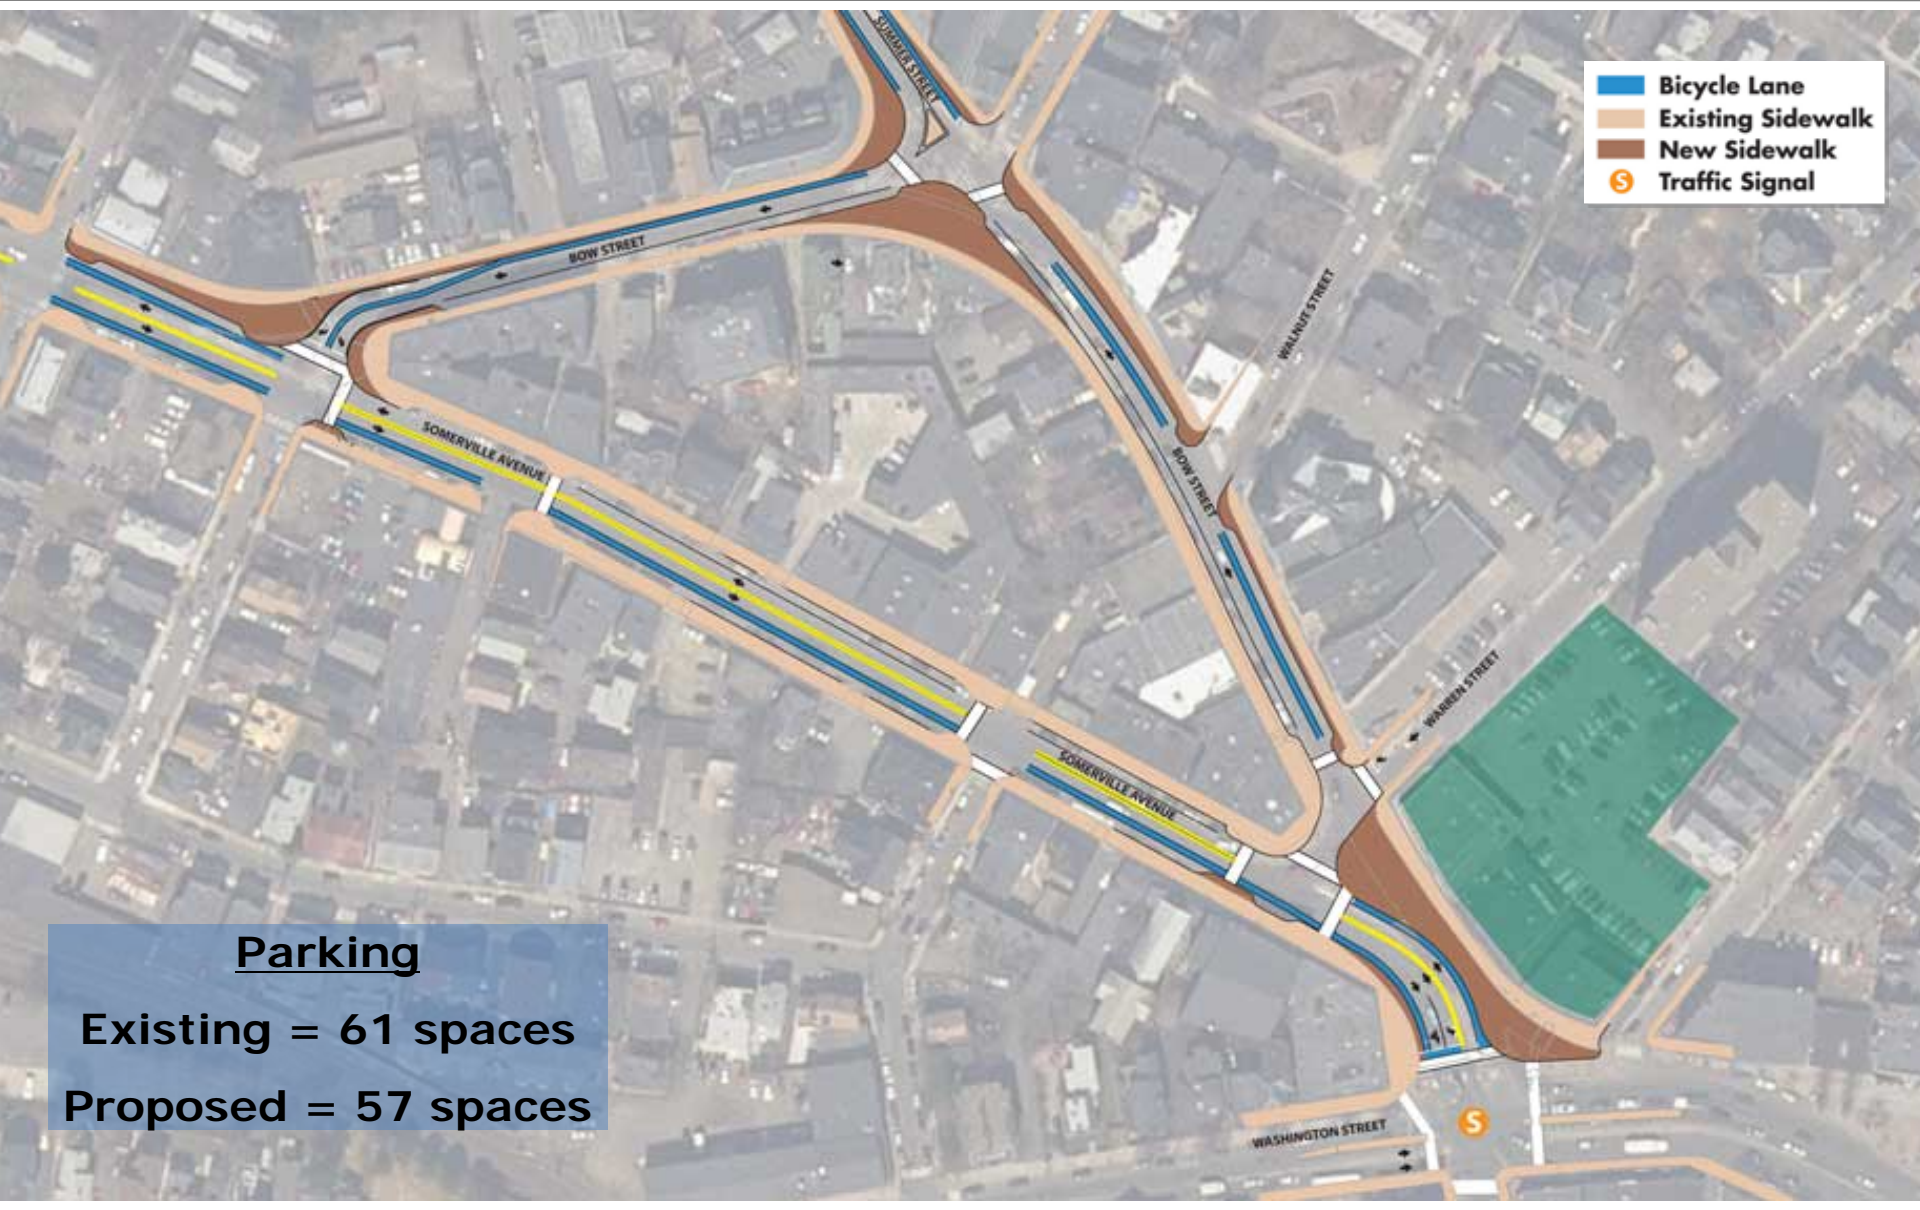 SUMMER STREET
Bicycle Lane
Existing Sidewalk
New Sidewalk
S Traffic Signal
BOW STREET
WALNUT STREET
SOMERVILLE AVENUE
BOW STREET
WARREN STREET
SOMERVILLE AVENUE
Parking
Existing = 61 spaces
Proposed = 57 spaces
S
WASHINGTON STREET